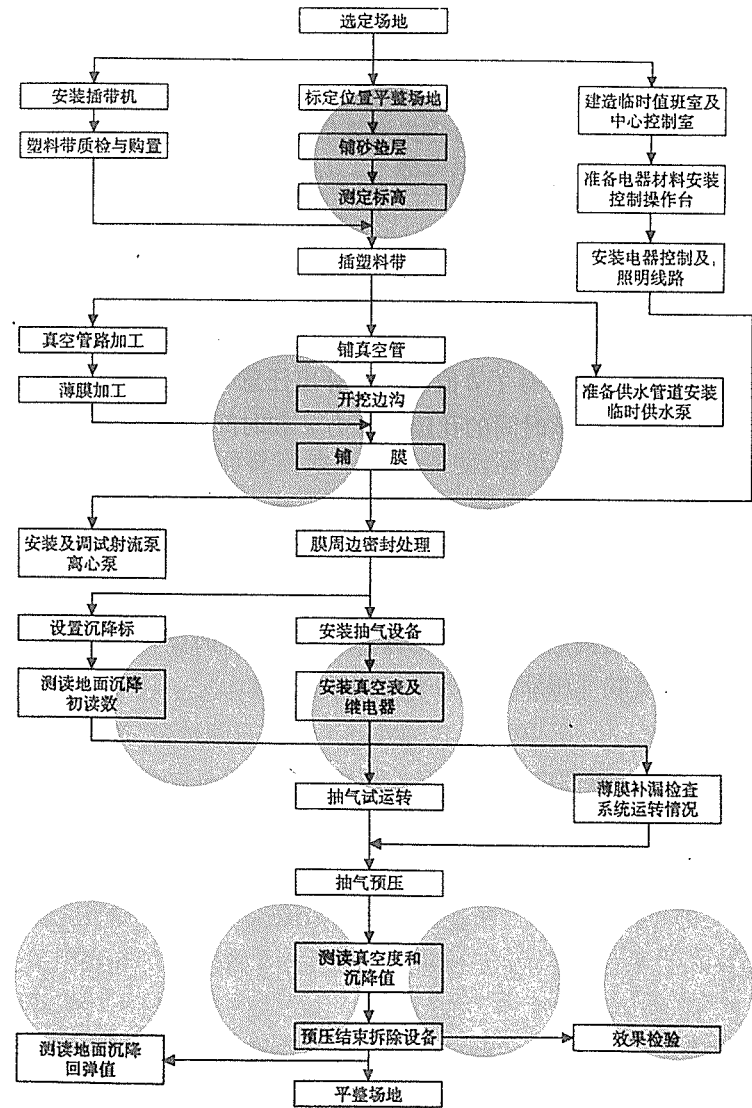 选定场地
安装插带机
标定位置平整场地
建造临时值班室及
中心控制室
塑料带质检与购置
铺砂垫层
准备电器材料安装
控制操作台
测定标高
插塑料带
安装电器控制及
照明线路
真空管路加工
铺真空管
薄膜加工
开挖边沟
准备供水管道安装
临时供水泵
铺 膜
安装及调试射流泵
离心泵
膜周边密封处理
设置沉降标
安装抽气设备
测读地面沉降
初读数
安装真空表及
继电器
抽气试运转
薄膜补漏检查
系统运转情况
抽气预压
测读真空度和
沉降值
预压结束拆除设备
效果检验
测读地面沉降
回弹值
平整场地